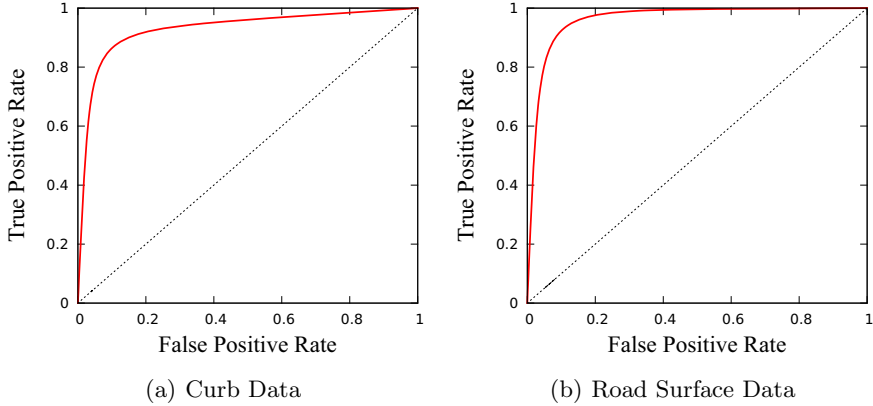 1
0.8
0.6
0.4
0.2
0
0 0.2 0.4 0.6 0.8 1
True Positive Rate
False Positive Rate
(a) Curb Data
1
0.8
0.6
0.4
0.2
0
0 0.2 0.4 0.6 0.8 1
True Positive Rate
False Positive Rate
(b) Road Surface Data